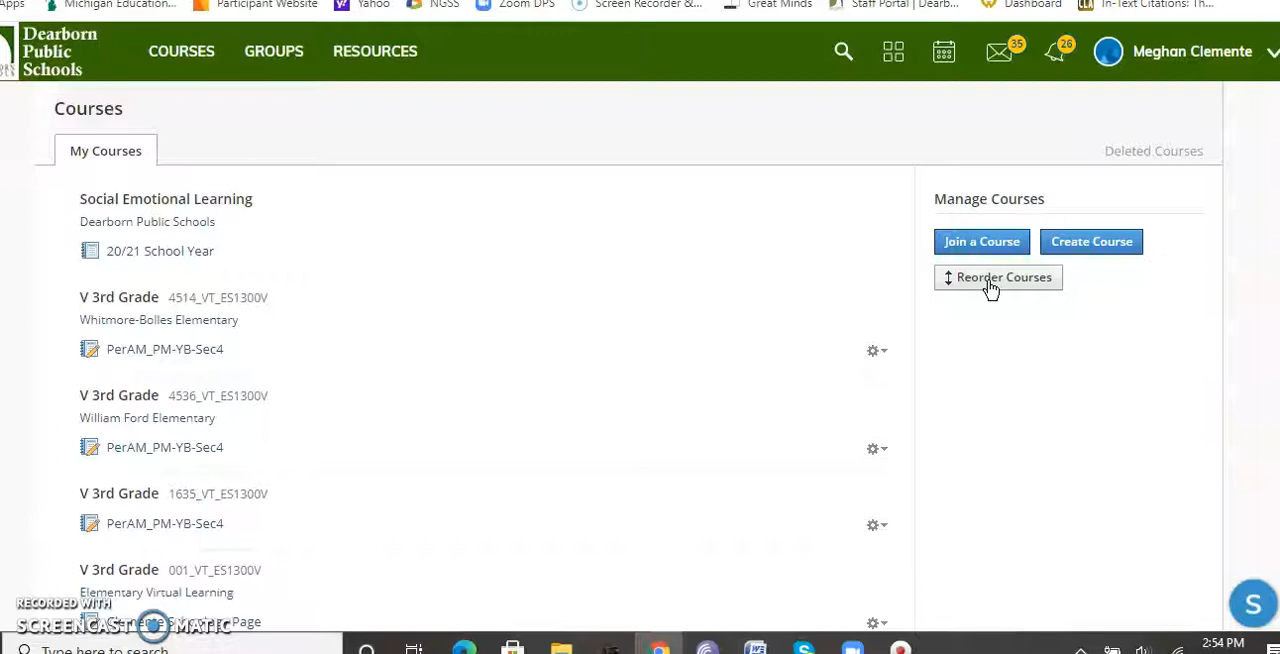 Apps Michigan Education... Participant Website Yahoo NGSS Zoom DPS Screen Recorder &... Great Minds Staff Portal | Dearb... Dashboard In-Text Citations: Th...
Dearborn
Public
Schools
COURSES GROUPS RESOURCES 35 26 Meghan Clemente
Courses
My Courses Deleted Courses
Social Emotional Learning
Dearborn Public Schools
20/21 School Year
V 3rd Grade 4514_VT_ES1300V
Whitmore-Bolles Elementary
PerAM_PM-YB-Sec4
V 3rd Grade 4536_VT_ES1300V
William Ford Elementary
PerAM_PM-YB-Sec4
V 3rd Grade 1635_VT_ES1300V
PerAM_PM-YB-Sec4
V 3rd Grade 001_VT_ES1300V
Elementary Virtual Learning
Page
Manage Courses
Join a Course Create Course
Reorder Courses
S
RECORDED WITH
SCREENCAST MATIC
Type here to search
2:54 PM